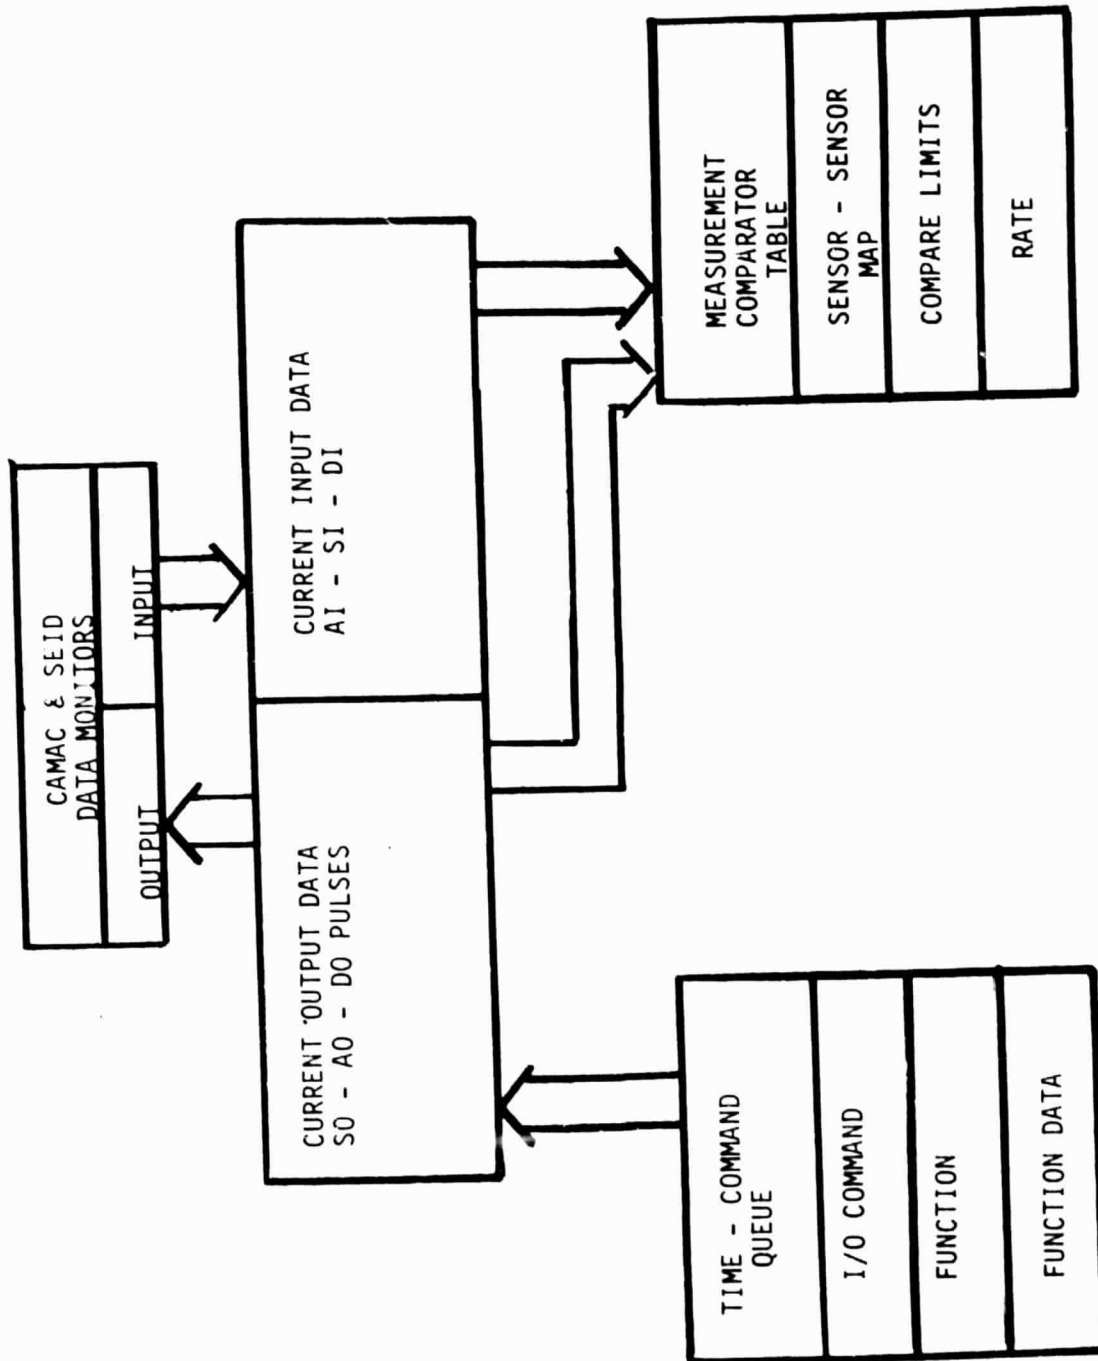 CAMAC & SEID
DATA MONITORS
OUTPUT
INPUT
CURRENT OUTPUT DATA
SO - AO - DO PULSES
CURRENT INPUT DATA
AI - SI - DI
TIME - COMMAND
QUEUE
I/O COMMAND
FUNCTION
FUNCTION DATA
MEASUREMENT
COMPARATOR
TABLE
SENSOR - SENSOR
MAP
COMPARE LIMITS
RATE